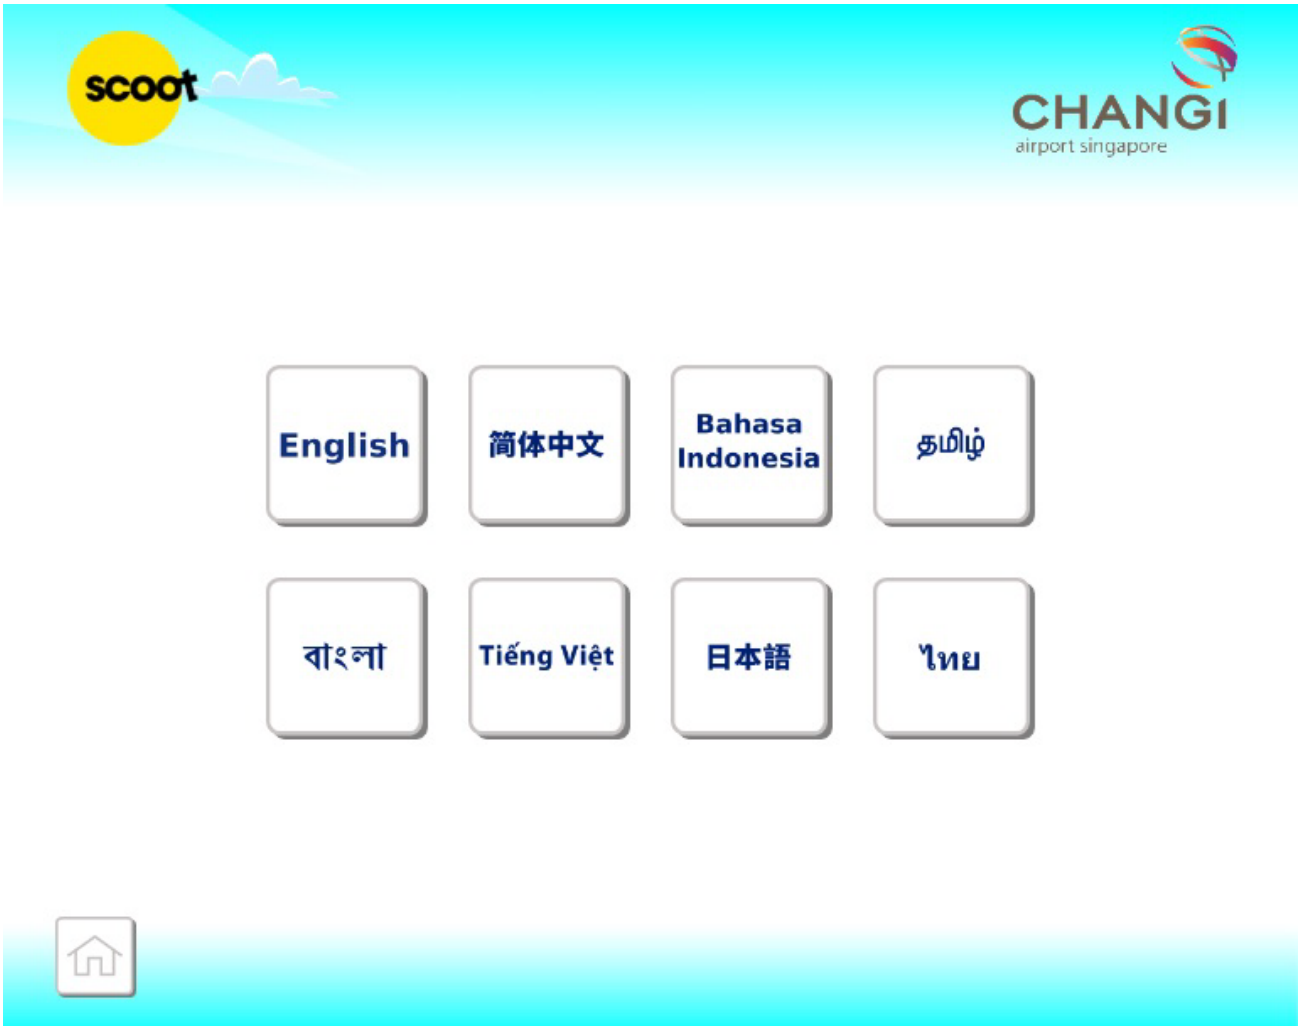 scoot
CHANGI
airport singapore
English
简体中文
Bahasa
Indonesia
தமிழ்
বাংলা
Tiếng Việt
日本語
ไทย